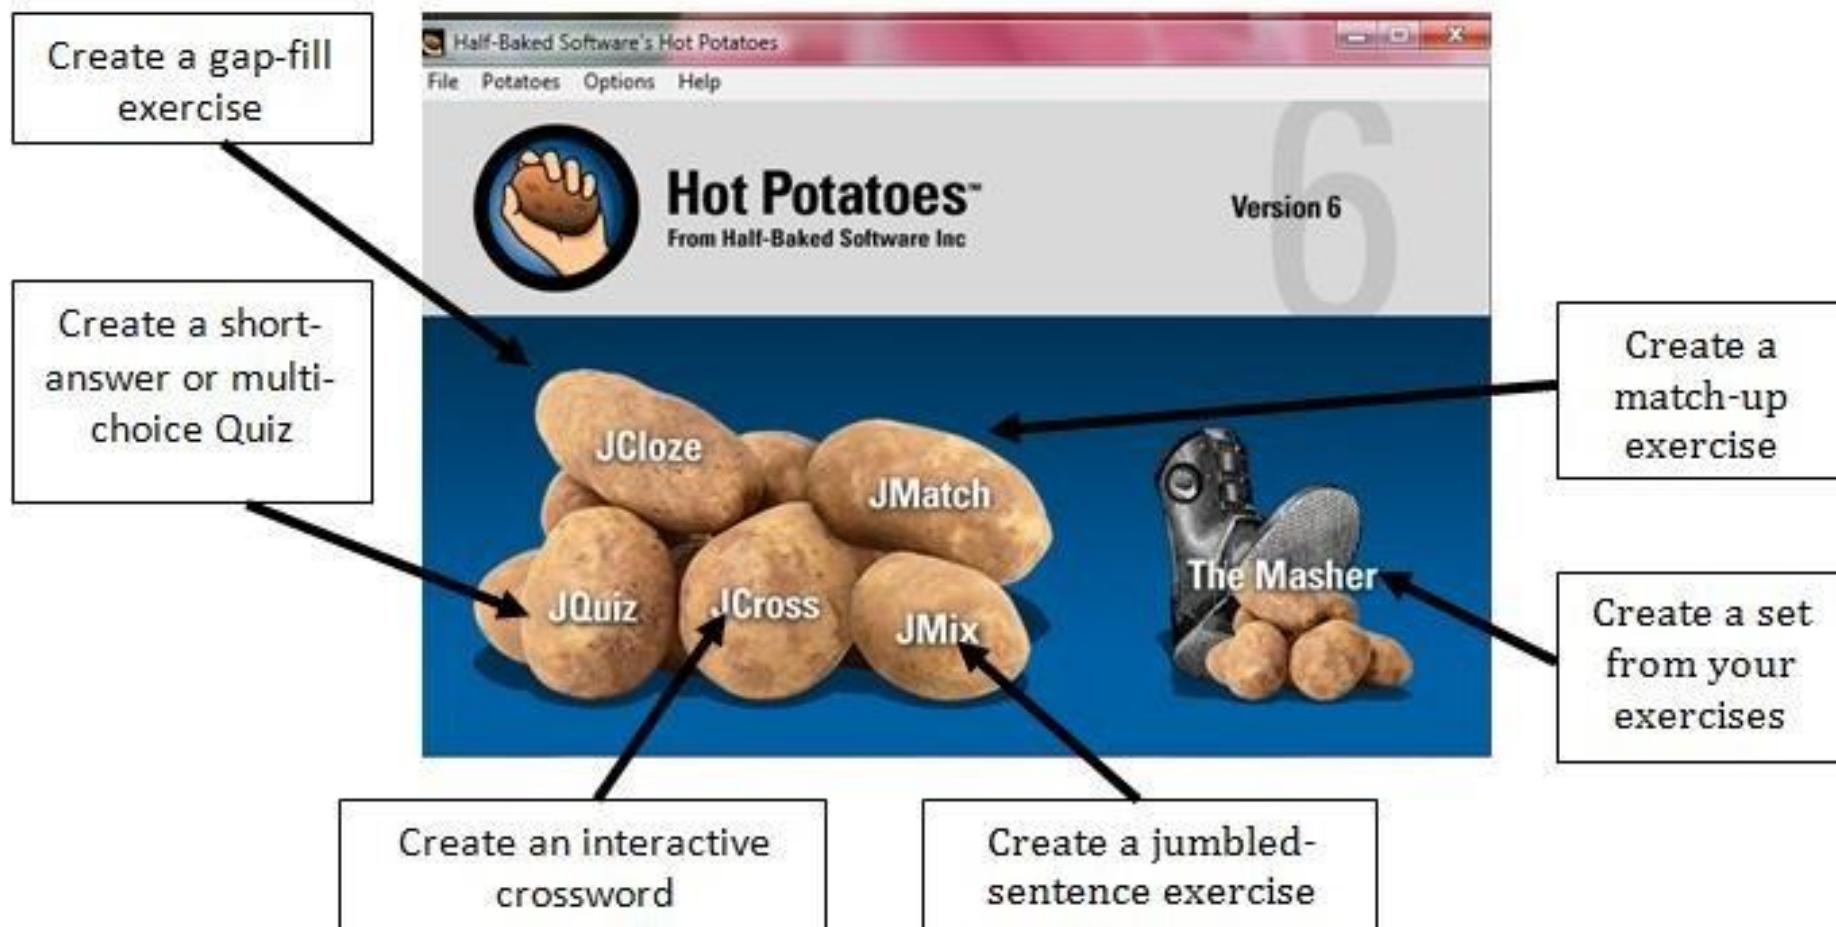 Create a gap-fill
exercise
Half-Baked Software's Hot Potatoes
File Potatoes Options Help
6
Hot Potatoes™
From Half-Baked Software Inc
Version 6
Create a short-
answer or multi-
choice Quiz
Create a
match-up
exercise
JCloze
JMatch
The Masher
JQuiz
JCross
JMix
Create a set
from your
exercises
Create an interactive
crossword
Create a jumbled-
sentence exercise